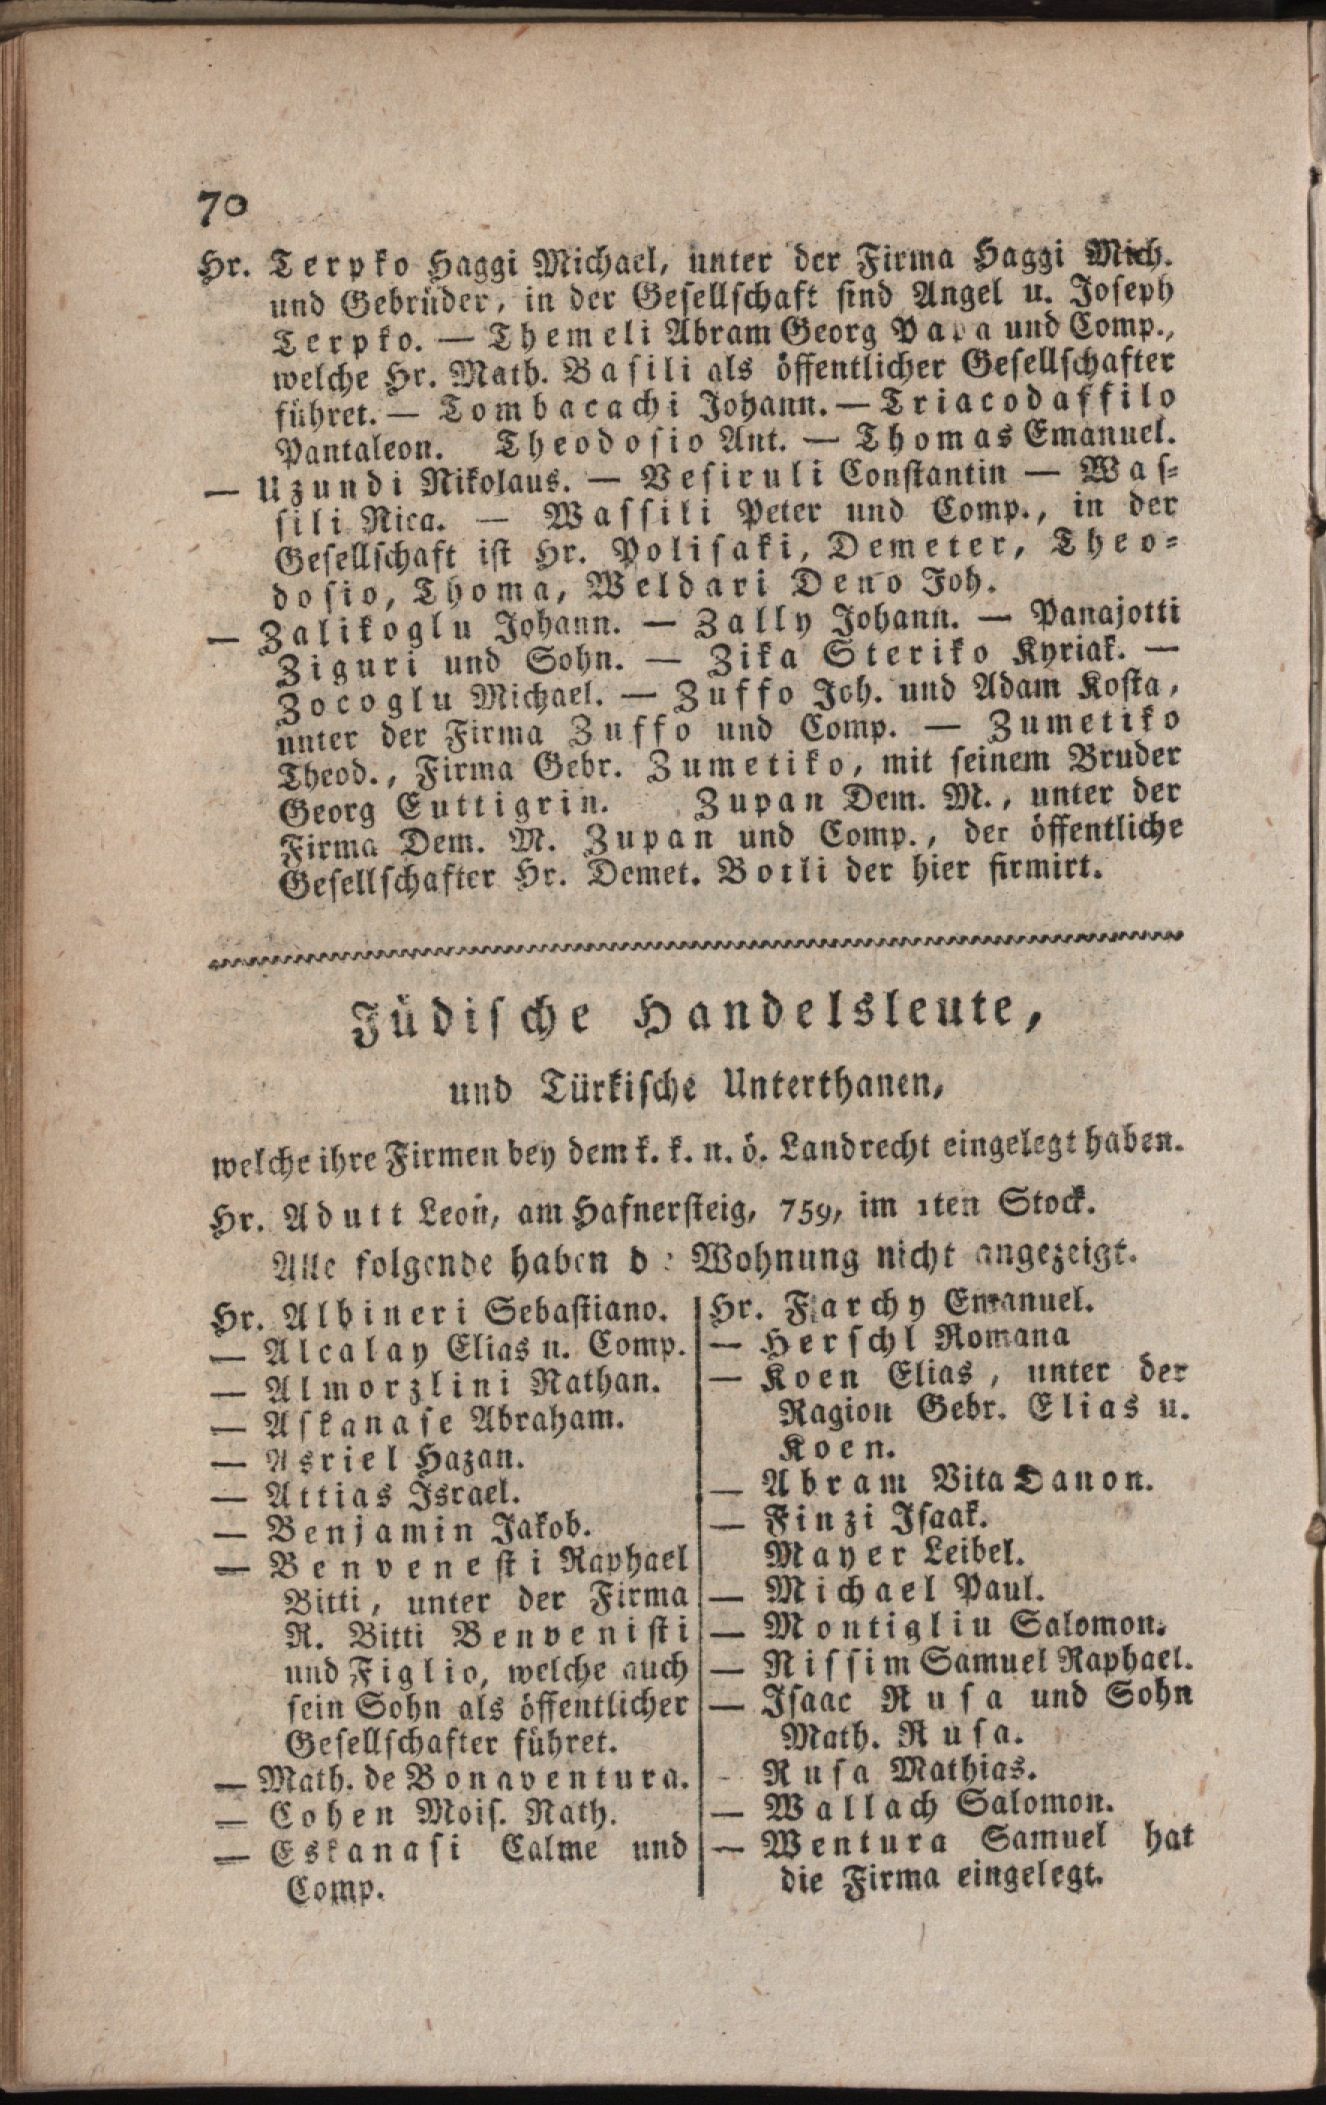 70
Hr. Terpko Haggi Michael, unter der Firma Haggi Mich.
und Gebrüder, in der Gesellschaft sind Angel u. Joseph
Terpko. — Themeli Abram Georg Papa und Comp.,
welche Hr. Math. Basili als öffentlicher Gesellschafter
führet. — Tombacachi Johann. — Triacodaffilo
Pantaleon. Theodosio Ant. — Thomas Emanuel.
— Uzundi Nikolaus. — Vesiruli Constantin — Was=
sili Nica. — Wassili Peter und Comp., in der
Gesellschaft ist Hr. Polisaki, Demeter, Theo=
dosio, Thoma, Weldari Deno Joh.
— Zalikoglu Johann. — Zally Johann. — Panajotti
Ziguri und Sohn. — Zika Steriko Kyriak. —
Zocoglu Michael. — Zuffo Joh. und Adam Kosta,
unter der Firma Zuffo und Comp. — Zumetiko
Theod., Firma Gebr. Zumetiko, mit seinem Bruder
Georg Euttigrin. Zupan Dem. M., unter der
Firma Dem. M. Zupan und Comp., der öffentliche
Gesellschafter Hr. Demet. Botli der hier firmirt.
Jüdische Handelsleute,
und Türkische Unterthanen,
welche ihre Firmen bey dem k. k. n. ö. Landrecht eingelegt haben.
Hr. Adutt Leon, am Hafnersteig, 759, im 1ten Stock.
Alle folgende haben d e Wohnung nicht angezeigt.
Hr. Albineri Sebastiano.
— Alcalay Elias u. Comp.
— Almorzlini Nathan.
— Askanase Abraham.
— Asriel Hazan.
— Attias Israel.
— Benjamin Jakob.
— Benvenesti Raphael
Bitti, unter der Firma
R. Bitti Benvenisti
und Figlio, welche auch
sein Sohn als öffentlicher
Gesellschafter führet.
— Math. de Bonaventura.
— Cohen Mois. Nath.
— Eskanasi Calme und
Comp.
Hr. Farchy Emanuel.
— Herschl Romana
— Koen Elias, unter der
Ragion Gebr. Elias u.
Koen.
— Abram Vita Danon.
— Finzi Isaak.
Mayer Leibel.
— Michael Paul.
— Montigliu Salomon.
— Nissim Samuel Raphael.
— Isaac Rusa und Sohn
Math. Rusa.
- Rusa Mathias.
— Wallach Salomon.
— Wentura Samuel hat
die Firma eingelegt.